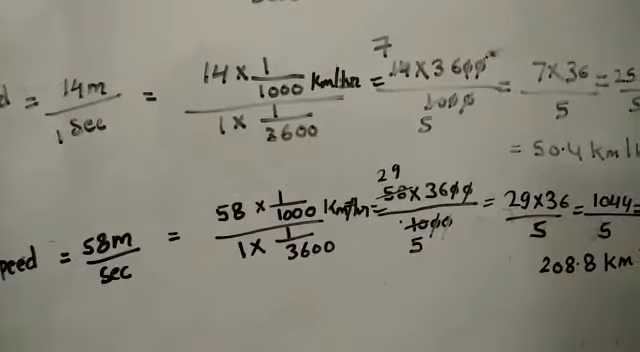 d = 14m / 1 sec = 14 × 1/1000 km/hr / 1 × 1/3600 = 7 14 × 3600 / 1000 5 = 7 × 36 / 5 = 25
= 50.4 km/
peed = 58m / sec = 58 × 1/1000 Km/hr / 1 × 1/3600 = 29 58 × 3600 / 1000 5 = 29 × 36 / 5 = 1044 / 5 =
208.8 km